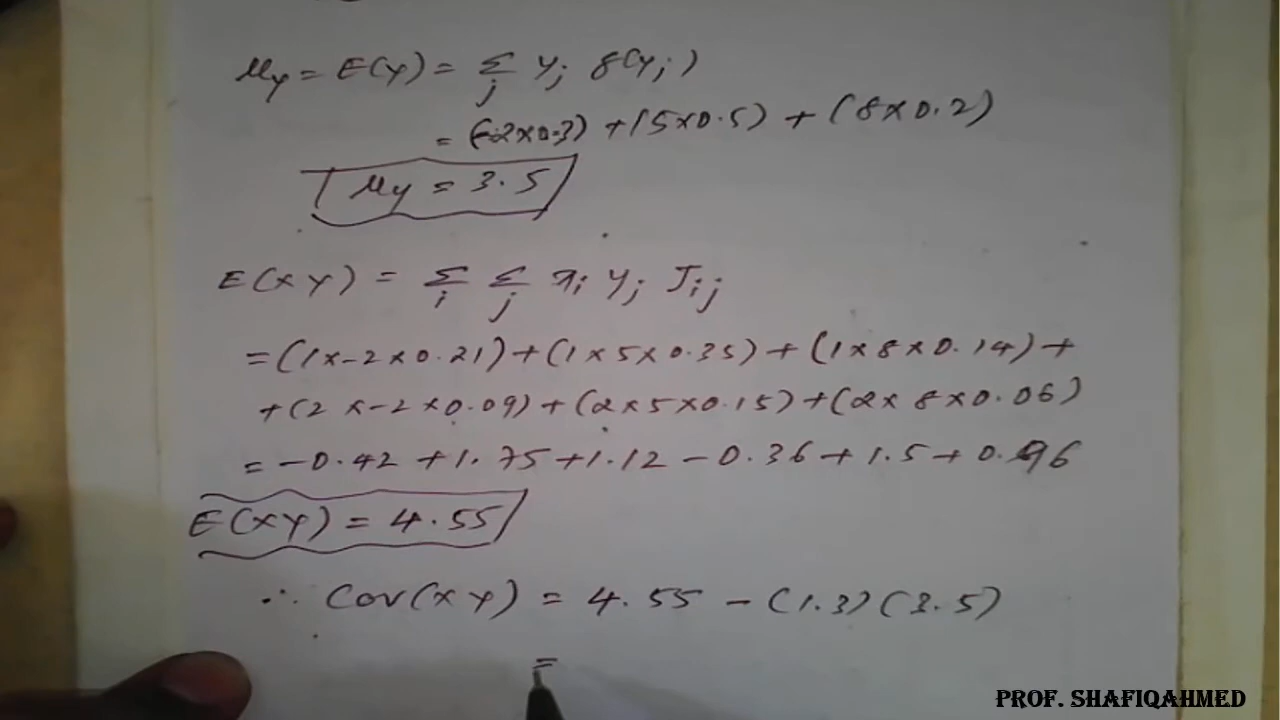 μy = E(Y) = Σj yj g(yj)
= (-2×0.3) + (5×0.5) + (8×0.2)
μy = 3.5
E(XY) = Σi Σj xi yj Jij
= (1×-2×0.21) + (1×5×0.35) + (1×8×0.14) +
+ (2×-2×0.09) + (2×5×0.15) + (2×8×0.06)
= -0.42 + 1.75 + 1.12 - 0.36 + 1.5 + 0.96
E(XY) = 4.55
∴ Cov(XY) = 4.55 - (1.3)(3.5)
=
PROF. SHAFIQAHMED